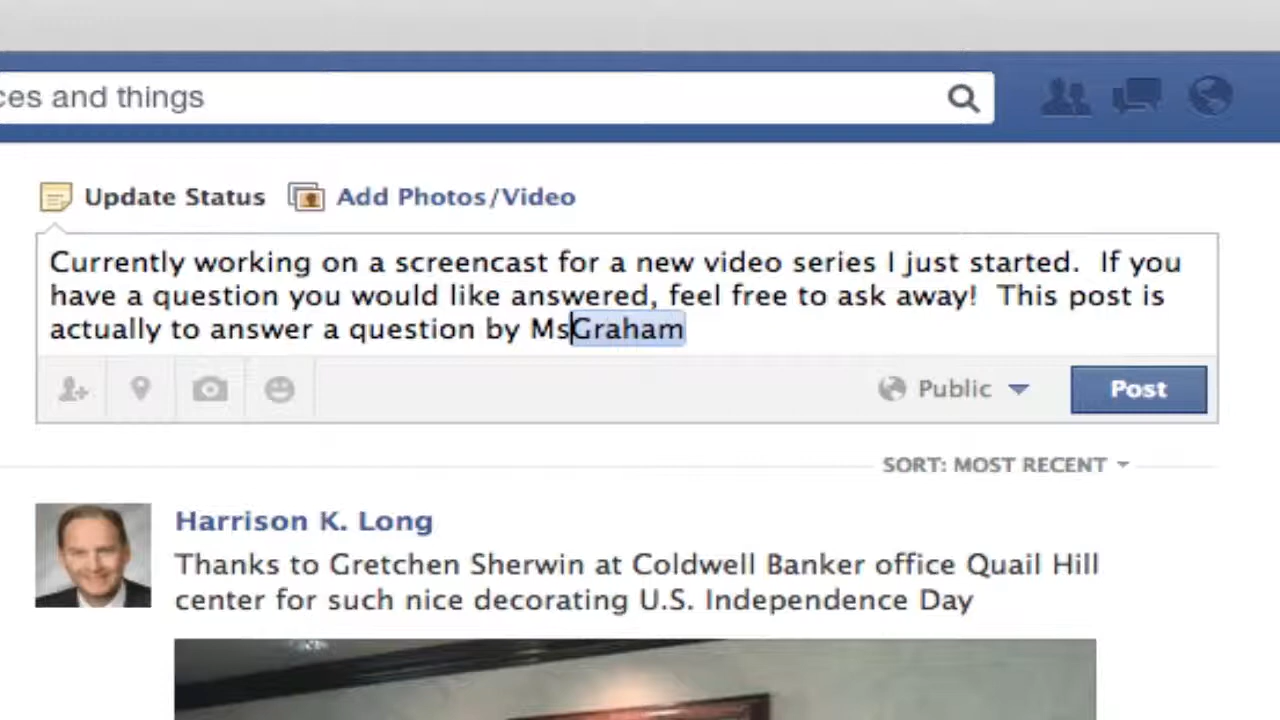 ces and things
Update Status Add Photos/Video
Currently working on a screencast for a new video series I just started.  If you
have a question you would like answered, feel free to ask away!  This post is
actually to answer a question by MsGraham
Public Post
SORT: MOST RECENT
Harrison K. Long
Thanks to Gretchen Sherwin at Coldwell Banker office Quail Hill
center for such nice decorating U.S. Independence Day